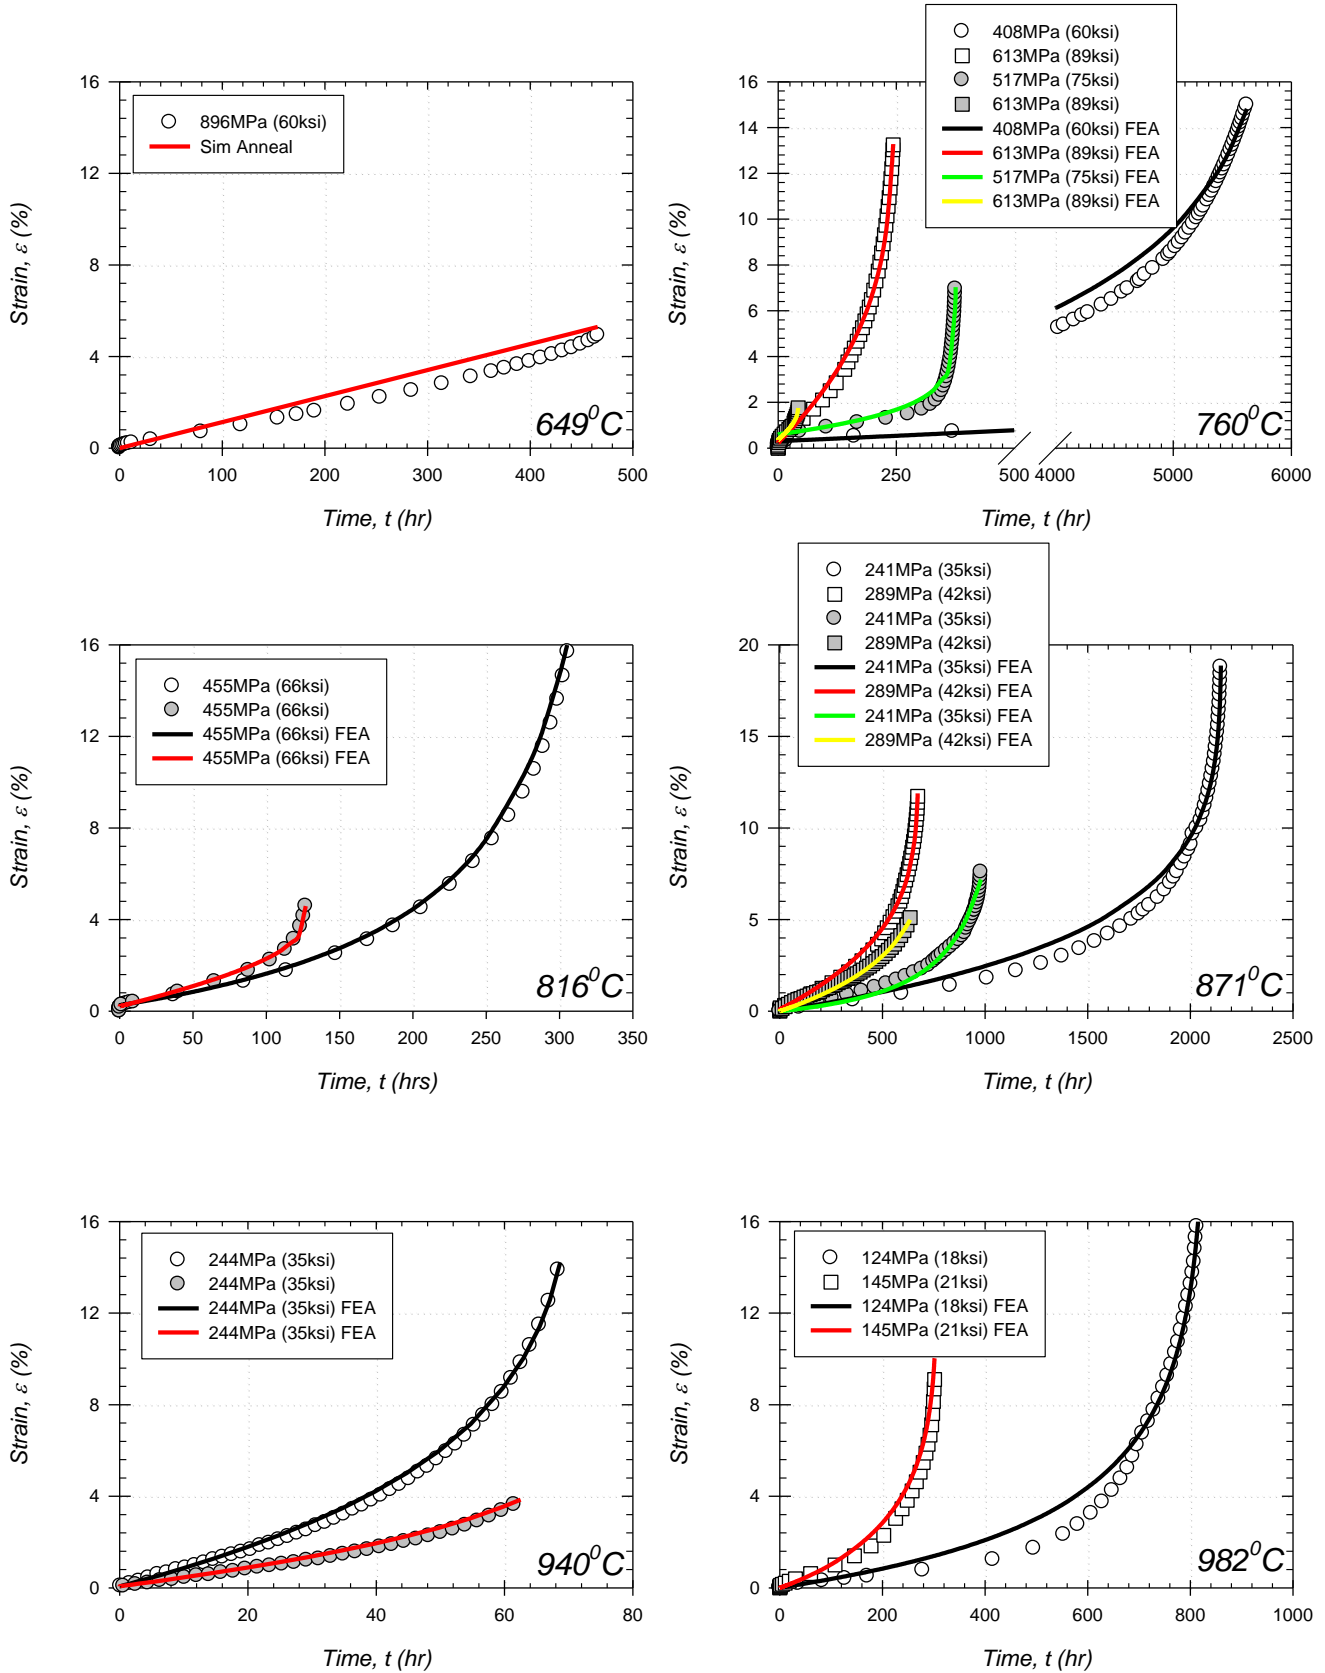 408MPa (60ksi)
613MPa (89ksi)
517MPa (75ksi)
613MPa (89ksi)
408MPa (60ksi) FEA
613MPa (89ksi) FEA
517MPa (75ksi) FEA
613MPa (89ksi) FEA
896MPa (60ksi)
Sim Anneal
16
12
8
4
0
Strain, ε (%)
649⁰C
0 100 200 300 400 500
Time, t (hr)
16
14
12
10
8
6
4
2
0
Strain, ε (%)
760⁰C
0 250 500 4000 5000 6000
Time, t (hr)
455MPa (66ksi)
455MPa (66ksi)
455MPa (66ksi) FEA
455MPa (66ksi) FEA
16
12
8
4
0
Strain, ε (%)
816⁰C
0 50 100 150 200 250 300 350
Time, t (hrs)
241MPa (35ksi)
289MPa (42ksi)
241MPa (35ksi)
289MPa (42ksi)
241MPa (35ksi) FEA
289MPa (42ksi) FEA
241MPa (35ksi) FEA
289MPa (42ksi) FEA
20
15
10
5
0
Strain, ε (%)
871⁰C
0 500 1000 1500 2000 2500
Time, t (hr)
244MPa (35ksi)
244MPa (35ksi)
244MPa (35ksi) FEA
244MPa (35ksi) FEA
16
12
8
4
0
Strain, ε (%)
940⁰C
0 20 40 60 80
Time, t (hr)
124MPa (18ksi)
145MPa (21ksi)
124MPa (18ksi) FEA
145MPa (21ksi) FEA
16
12
8
4
0
Strain, ε (%)
982⁰C
0 200 400 600 800 1000
Time, t (hr)